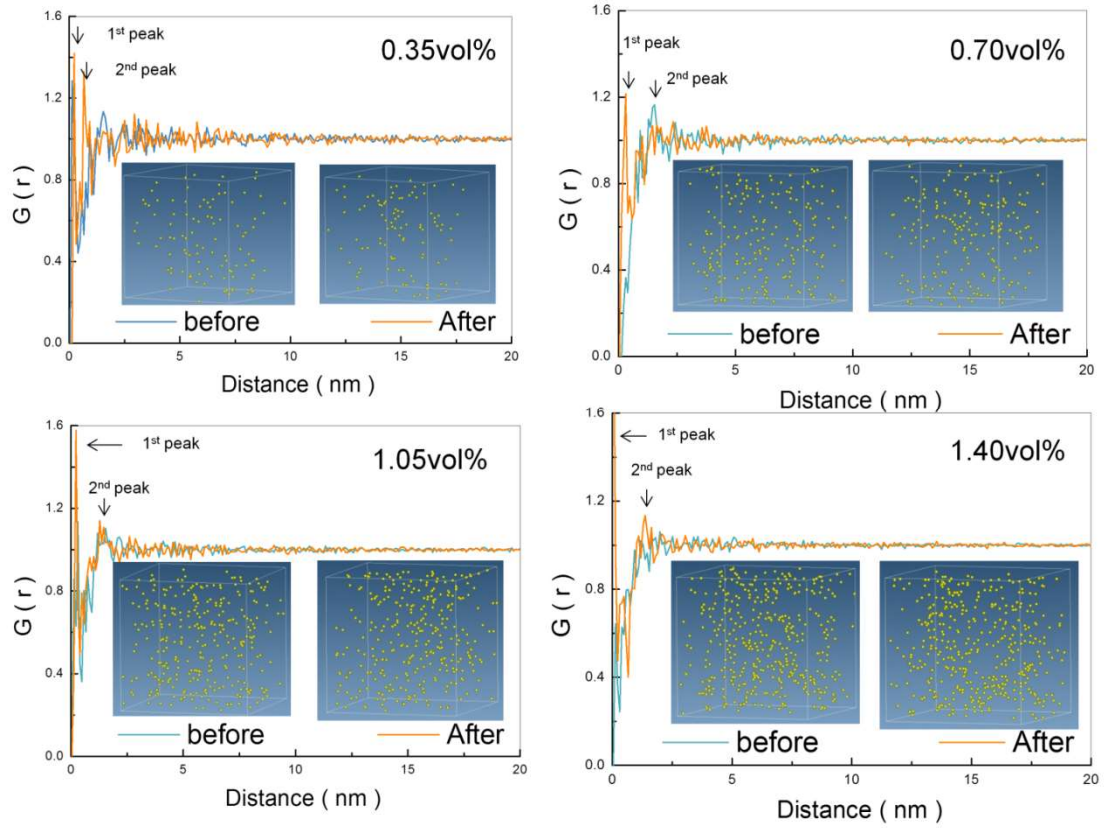 1.6
1st peak
0.35vol%
2nd peak
1.2
G ( r )
0.8
0.4
before
After
0.0
0
5
10
15
20
Distance ( nm )
1.6
0.70vol%
1st peak
2nd peak
1.2
G ( r )
0.8
0.4
before
After
0.0
0
5
10
15
20
Distance ( nm )
1.6
1st peak
1.05vol%
2nd peak
1.2
G ( r )
0.8
0.4
before
After
0.0
0
5
10
15
20
Distance ( nm )
1.6
1st peak
1.40vol%
2nd peak
1.2
G ( r )
0.8
0.4
before
After
0.0
0
5
10
15
20
Distance ( nm )